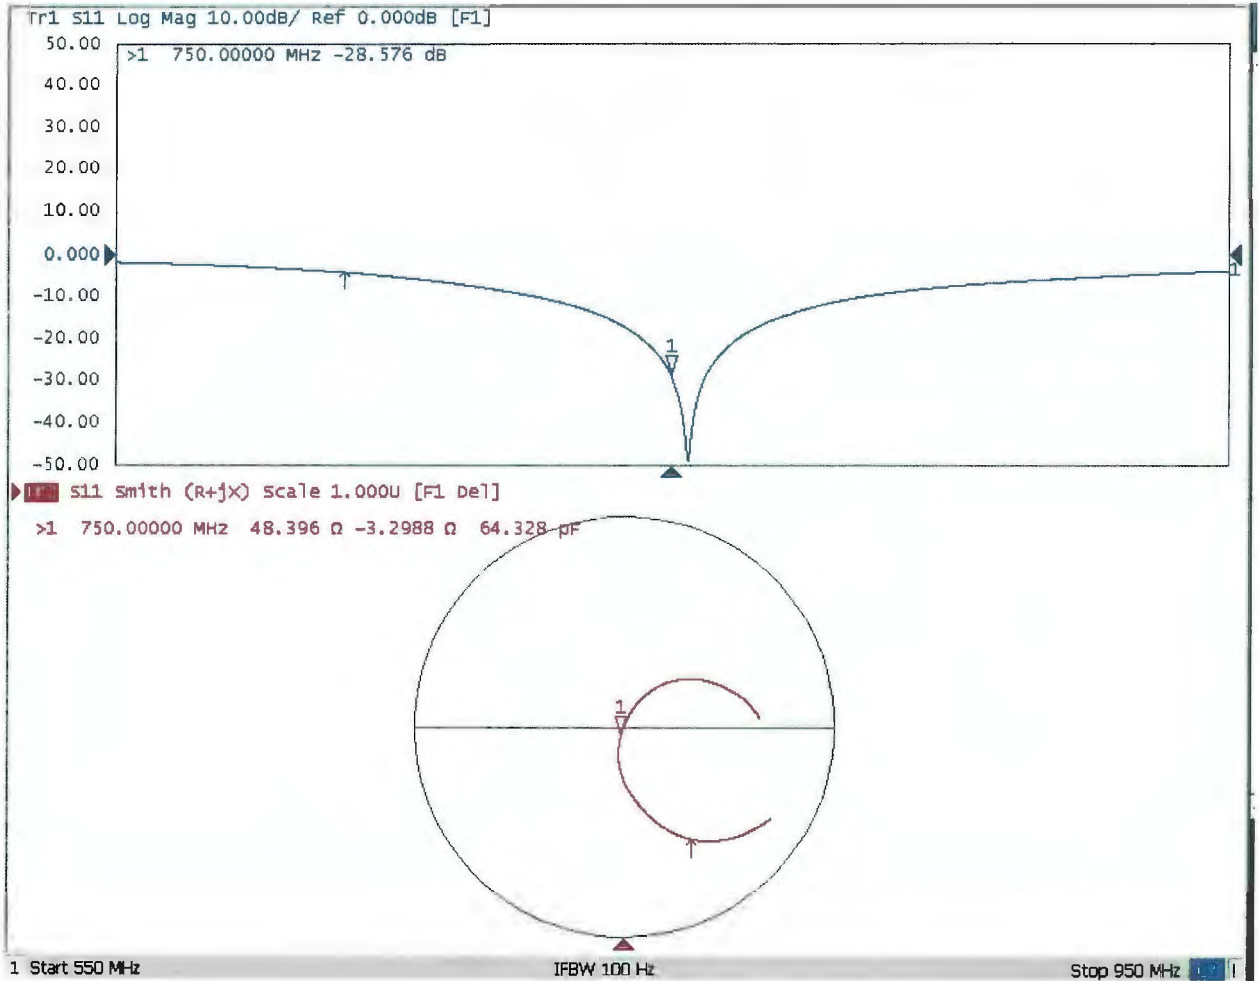 Tr1 S11 Log Mag 10.00dB/ Ref 0.000dB [F1]
50.00
>1 750.00000 MHz -28.576 dB
40.00
30.00
20.00
10.00
0.000
1
-10.00
-20.00
1
-30.00
-40.00
-50.00
S11 Smith (R+jX) Scale 1.000U [F1 Del]
>1 750.00000 MHz 48.396 Ω -3.2988 Ω 64.328 pF
1
1 Start 550 MHz IFBW 100 Hz Stop 950 MHz